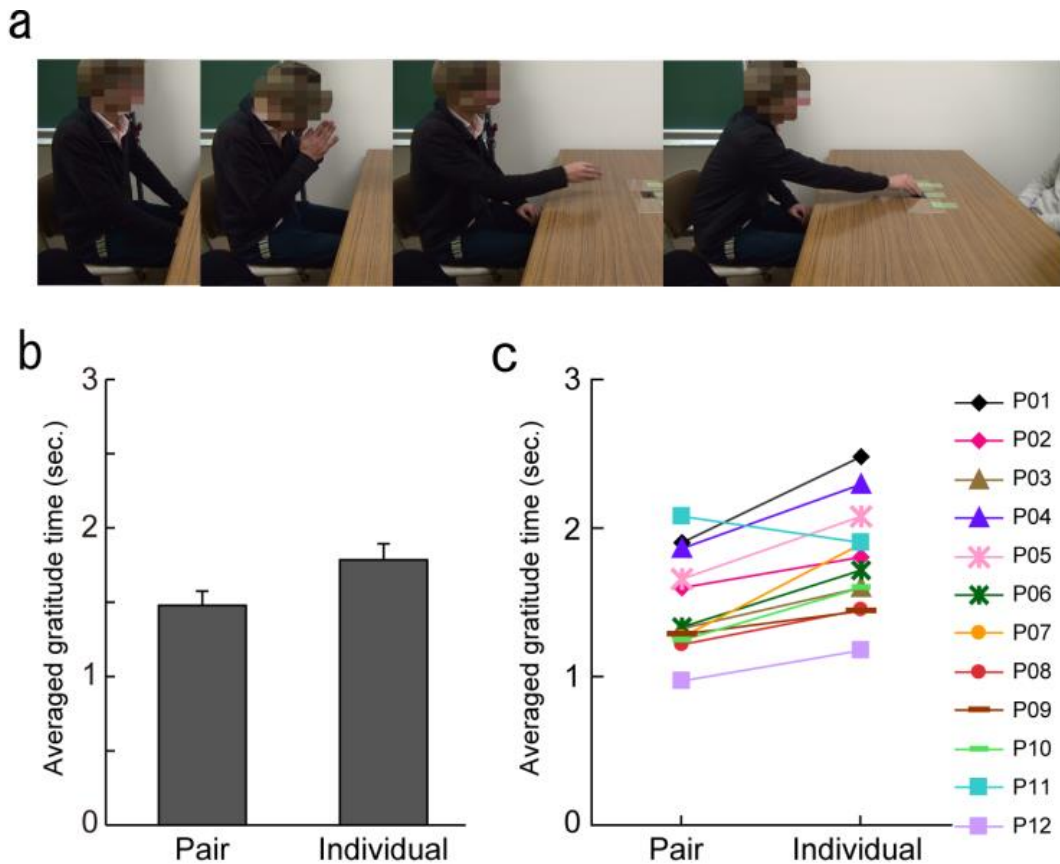 a
b
Averaged gratitude time (sec.)
3
2
1
0
Pair Individual
c
Averaged gratitude time (sec.)
3
2
1
0
Pair Individual
P01
P02
P03
P04
P05
P06
P07
P08
P09
P10
P11
P12